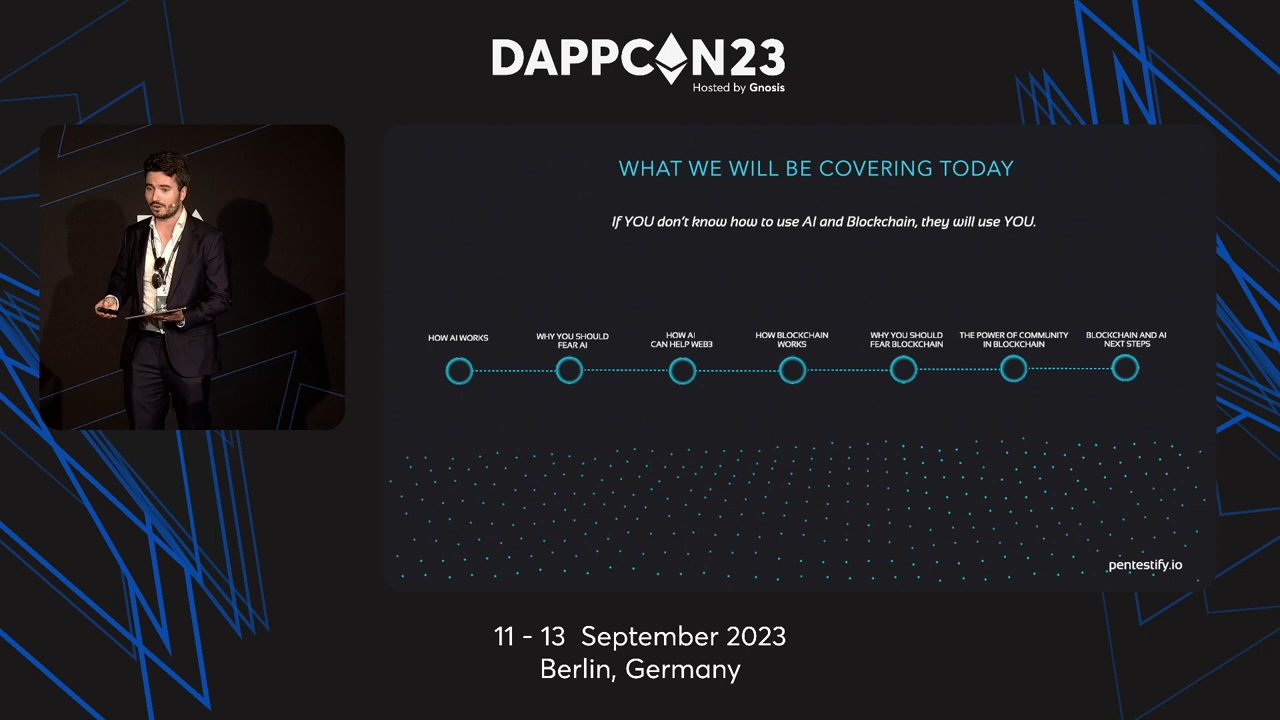 DAPPCON23
Hosted by Gnosis
WHAT WE WILL BE COVERING TODAY
If YOU don't know how to use AI and Blockchain, they will use YOU.
HOW AI WORKS
WHY YOU SHOULD
FEAR AI
HOW AI
CAN HELP WEB3
HOW BLOCKCHAIN
WORKS
WHY YOU SHOULD
FEAR BLOCKCHAIN
THE POWER OF COMMUNITY
IN BLOCKCHAIN
BLOCKCHAIN AND AI
NEXT STEPS
pentestify.io
11 - 13 September 2023
Berlin, Germany